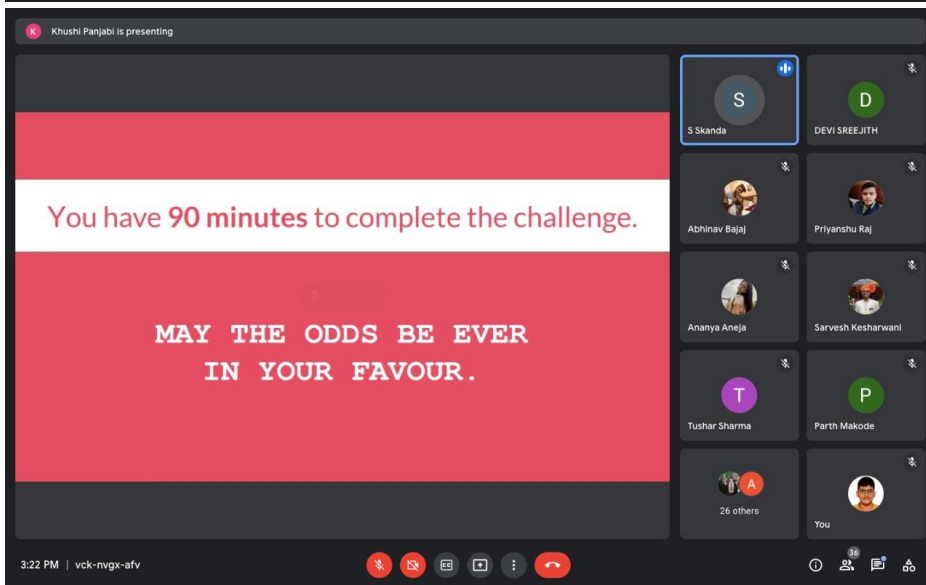 K Khushi Panjabi is presenting
You have 90 minutes to complete the challenge.
MAY THE ODDS BE EVER
IN YOUR FAVOUR.
S
S Skanda
D
DEVI SREEJITH
Abhinav Bajaj
Priyanshu Raj
Ananya Aneja
Sarvesh Kesharwani
T
Tushar Sharma
P
Parth Makode
A
26 others
You
3:22 PM | vck-nvgx-afv
CC
36